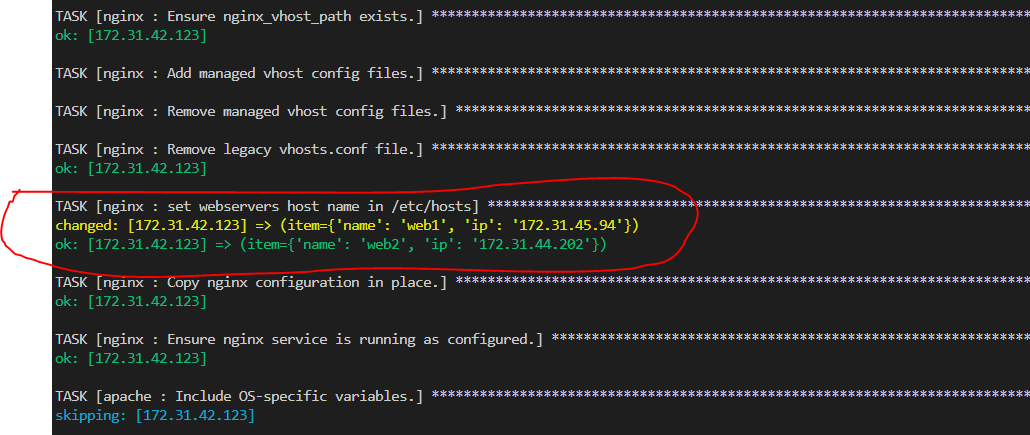 TASK [nginx : Ensure nginx_vhost_path exists.] **************************************************************************
ok: [172.31.42.123]
TASK [nginx : Add managed vhost config files.] **************************************************************************
TASK [nginx : Remove managed vhost config files.] ***********************************************************************
TASK [nginx : Remove legacy vhosts.conf file.] **************************************************************************
ok: [172.31.42.123]
TASK [nginx : set webservers host name in /etc/hosts] *******************************************************************
changed: [172.31.42.123] => (item={'name': 'web1', 'ip': '172.31.45.94'})
ok: [172.31.42.123] => (item={'name': 'web2', 'ip': '172.31.44.202'})
TASK [nginx : Copy nginx configuration in place.] ***********************************************************************
ok: [172.31.42.123]
TASK [nginx : Ensure nginx service is running as configured.] ***********************************************************
ok: [172.31.42.123]
TASK [apache : Include OS-specific variables.] **************************************************************************
skipping: [172.31.42.123]